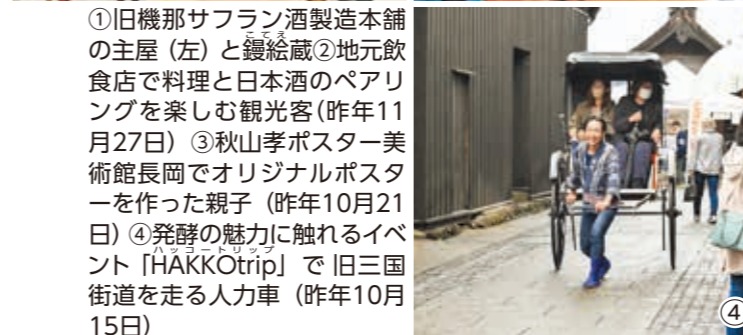 ①旧機那サフラン酒製造本舗
の主屋（左）と鏝絵蔵②地元飲
食店で料理と日本酒のペアリ
ングを楽しむ観光客（昨年11
月27日）③秋山孝ポスター美
術館長岡でオリジナルポスタ
ーを作った親子（昨年10月21
日）④発酵の魅力に触れるイベ
ント「HAKKOtrip」で旧三国
街道を走る人力車（昨年10月
15日）
④